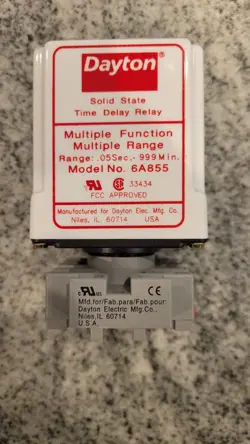 Dayton
Solid State
Time Delay Relay
Multiple Function
Multiple Range
Range: .05Sec.-999Min.
Model No. 6A855
33434
FCC APPROVED
Manufactured for Dayton Elec. Mfg. Co.
Niles, IL 60714 USA
Mfd.for/Fab.para/Fab.pour:
Dayton Electric Mfg.Co.,
Niles,IL 60714
U.S.A.